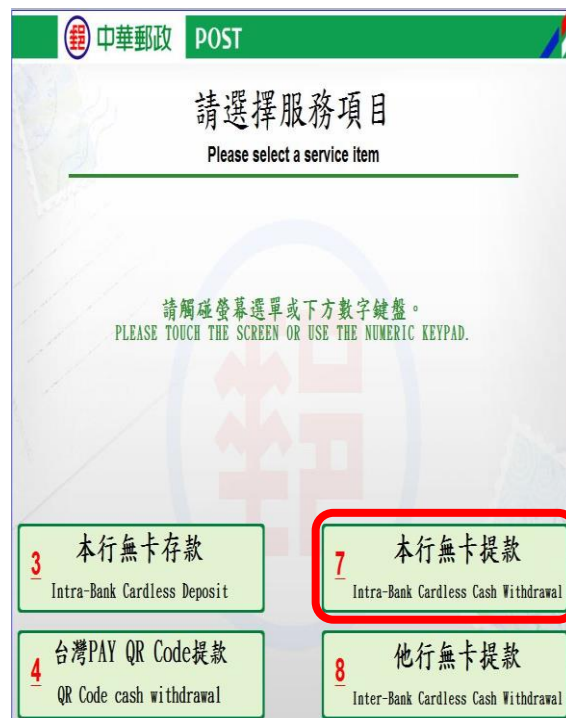 郵 中華郵政 POST
請選擇服務項目
Please select a service item
請觸碰螢幕選單或下方數字鍵盤。
PLEASE TOUCH THE SCREEN OR USE THE NUMERIC KEYPAD.
3 本行無卡存款
Intra-Bank Cardless Deposit
7 本行無卡提款
Intra-Bank Cardless Cash Withdrawal
4 台灣PAY QR Code提款
QR Code cash withdrawal
8 他行無卡提款
Inter-Bank Cardless Cash Withdrawal